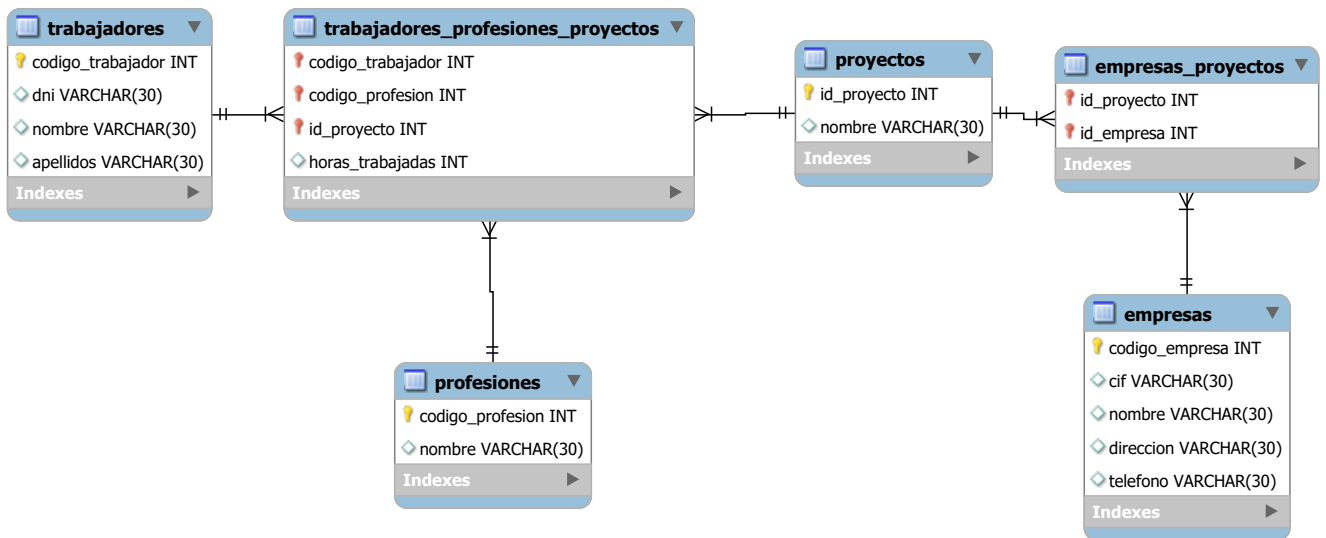 trabajadores
codigo_trabajador INT
dni VARCHAR(30)
nombre VARCHAR(30)
apellidos VARCHAR(30)
Indexes
trabajadores_profesiones_proyectos
codigo_trabajador INT
codigo_profesion INT
id_proyecto INT
horas_trabajadas INT
Indexes
proyectos
id_proyecto INT
nombre VARCHAR(30)
Indexes
empresas_proyectos
id_proyecto INT
id_empresa INT
Indexes
profesiones
codigo_profesion INT
nombre VARCHAR(30)
Indexes
empresas
codigo_empresa INT
cif VARCHAR(30)
nombre VARCHAR(30)
direccion VARCHAR(30)
telefono VARCHAR(30)
Indexes